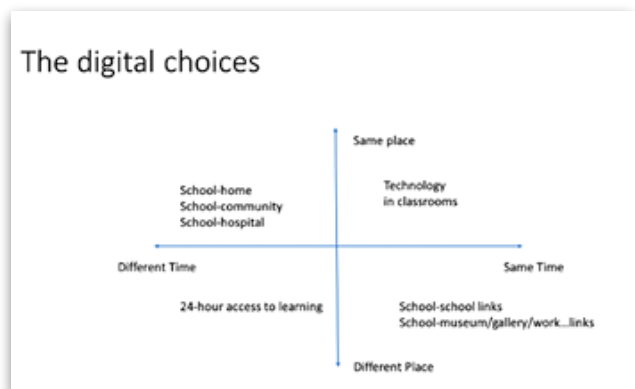 The digital choices
Same place
School-home
School-community
School-hospital
Technology
in classrooms
Different Time
Same Time
24-hour access to learning
School-school links
School-museum/gallery/work...links
Different Place